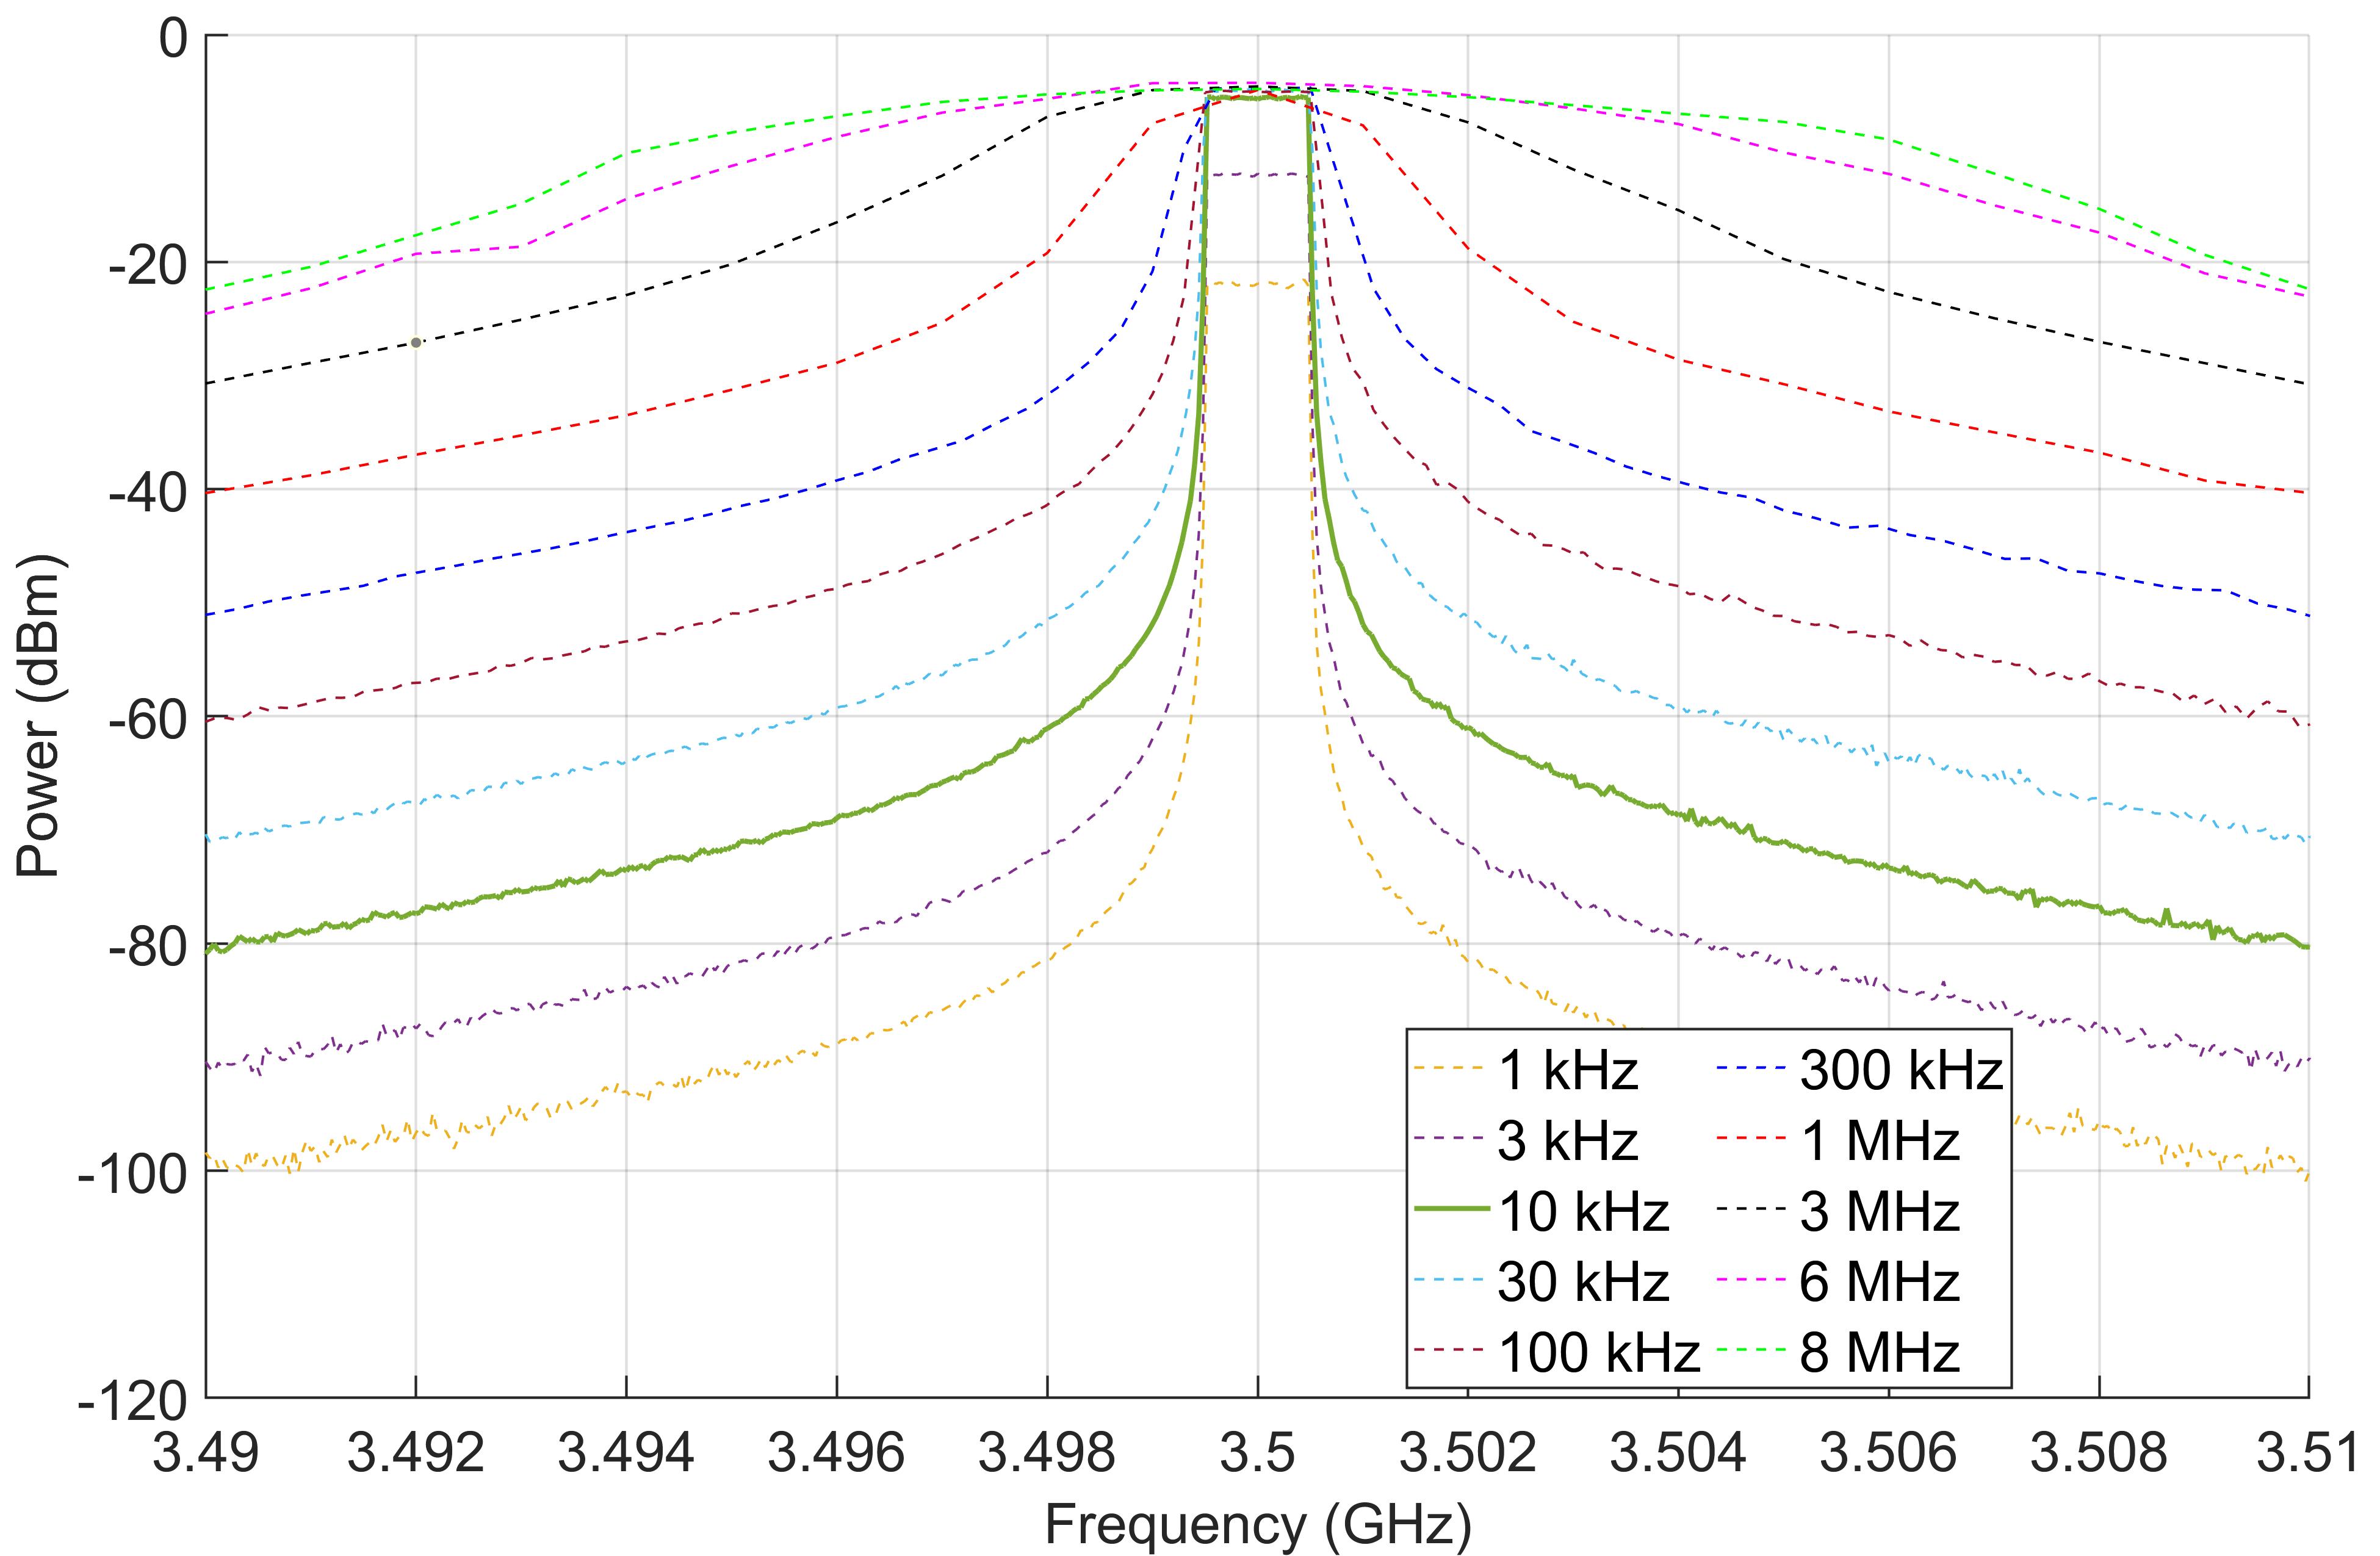 0
-20
-40
-60
-80
-100
-120
Power (dBm)
1 kHz
300 kHz
3 kHz
1 MHz
10 kHz
3 MHz
30 kHz
6 MHz
100 kHz
8 MHz
3.49 3.492 3.494 3.496 3.498 3.5 3.502 3.504 3.506 3.508 3.51
Frequency (GHz)